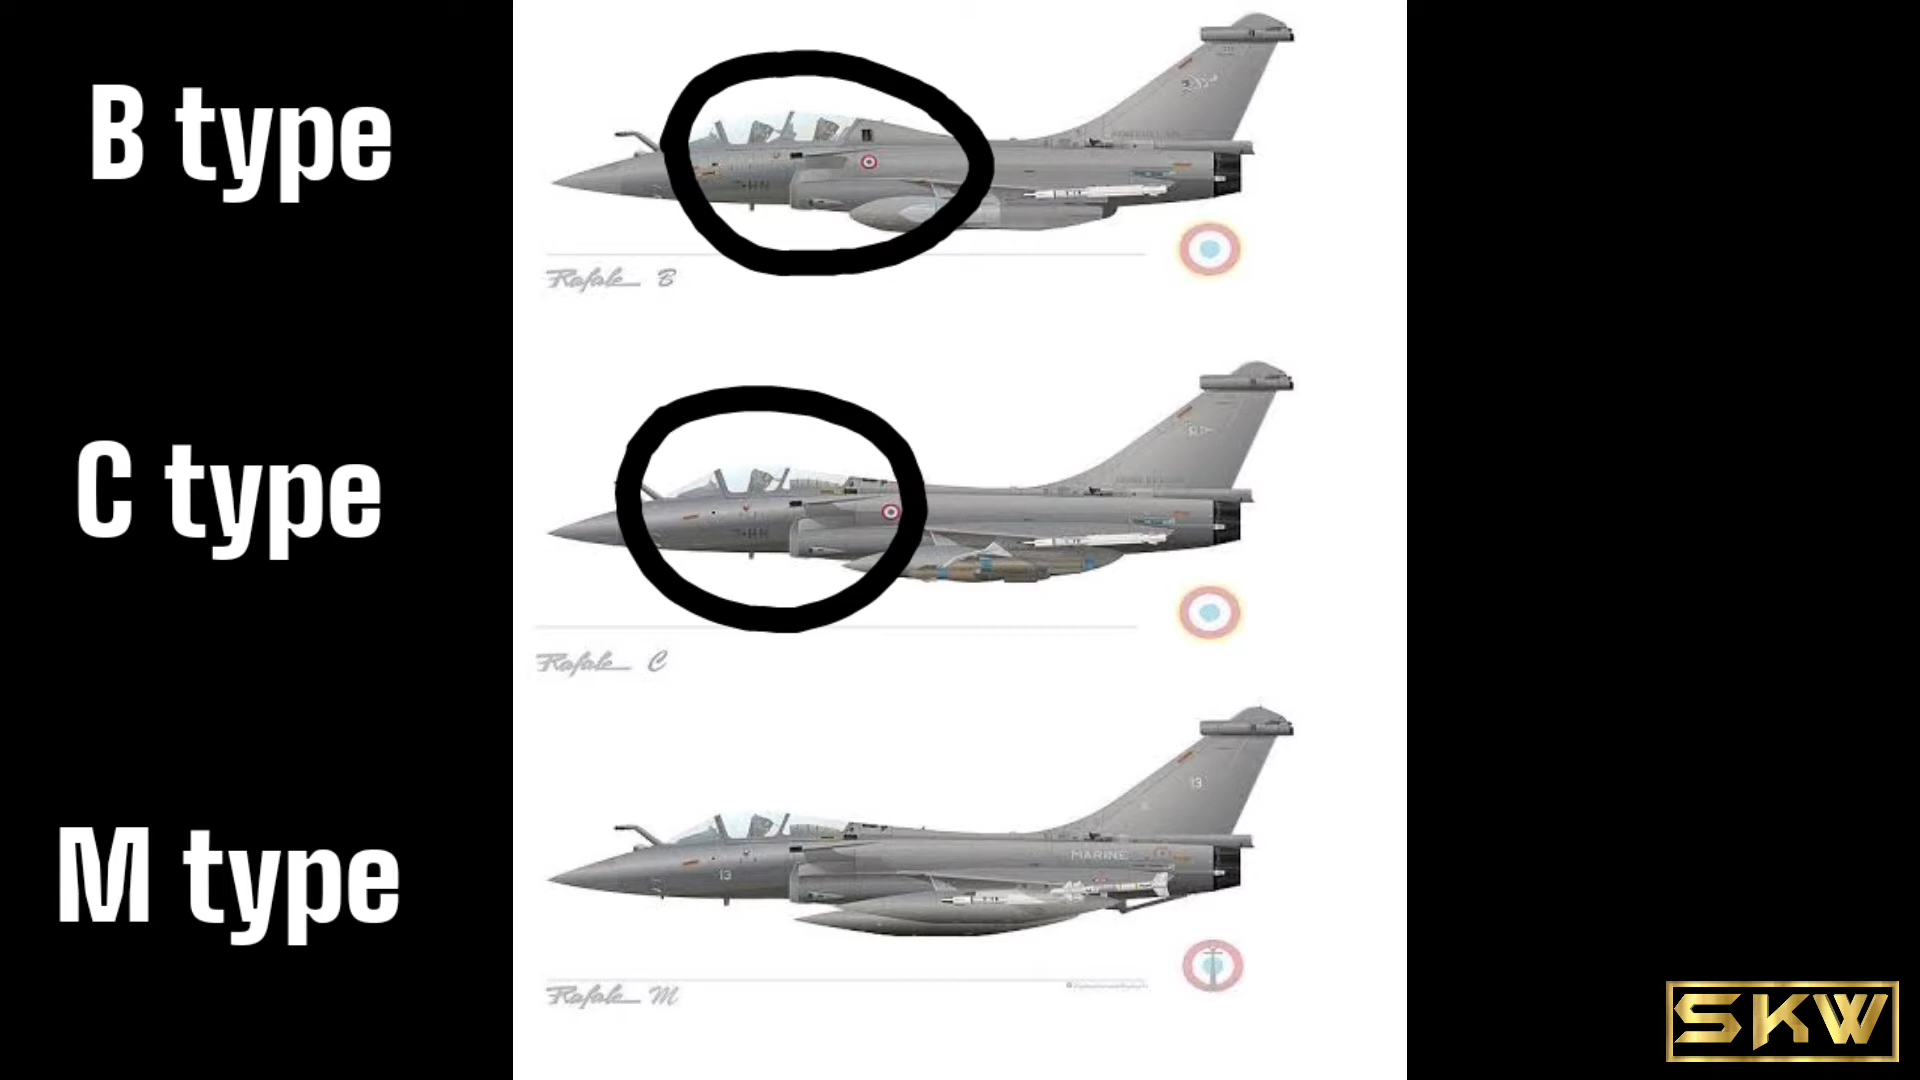 B type
Rafale B
C type
Rafale C
13
M type
MARINE
13
Rafale M
SKW